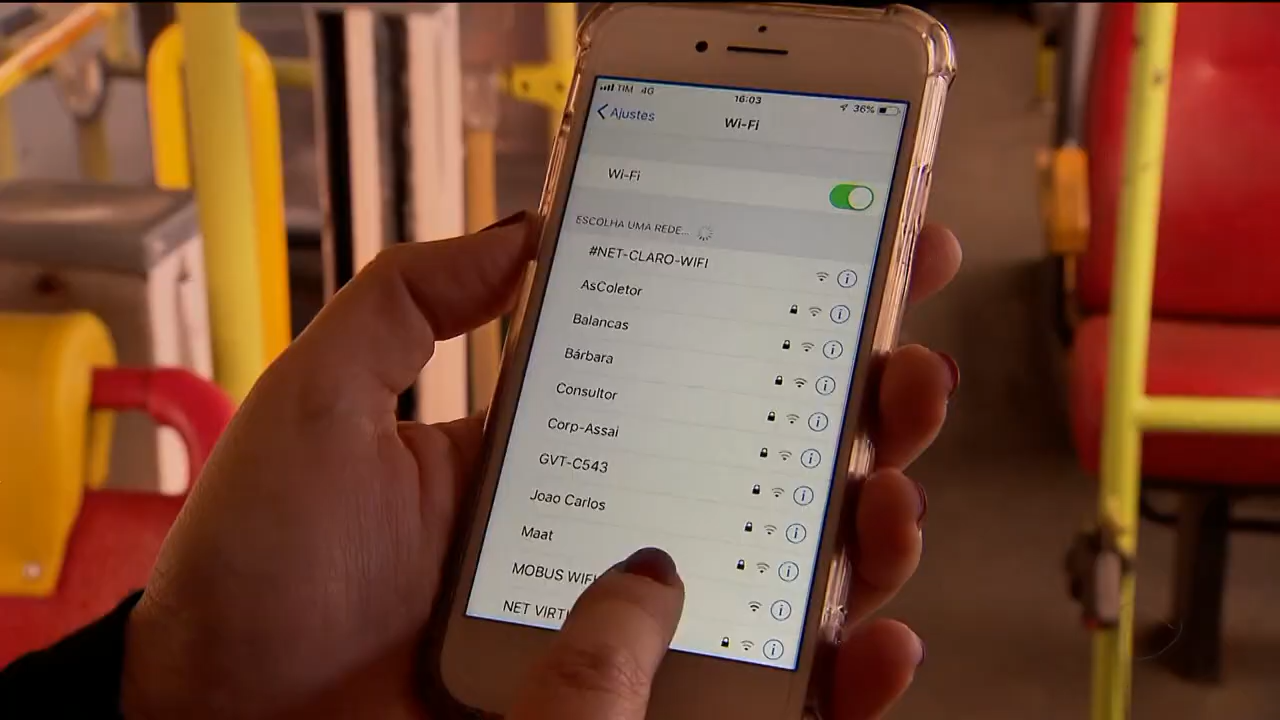 TIM 4G 16:03 36%
Ajustes Wi-Fi
Wi-Fi
ESCOLHA UMA REDE...
#NET-CLARO-WIFI
AsColetor
Balancas
Bárbara
Consultor
Corp-Assai
GVT-C543
Joao Carlos
Maat
MOBUS WIFI
NET